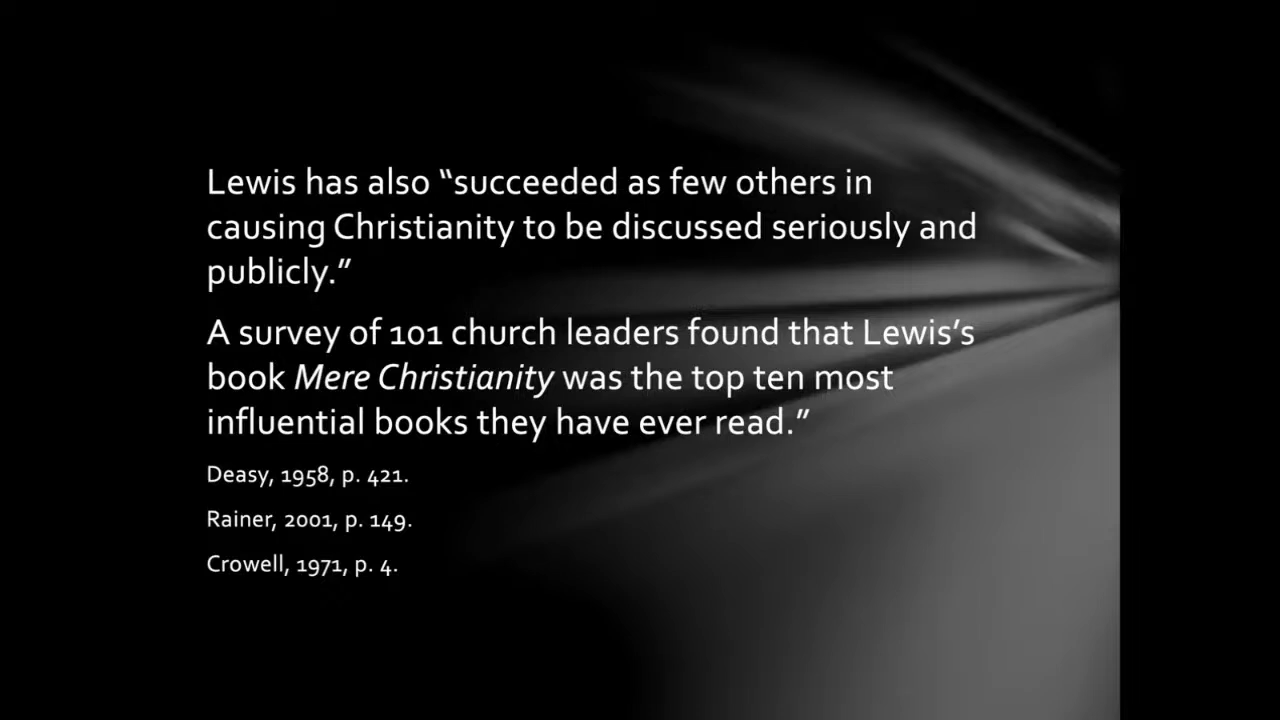 Lewis has also “succeeded as few others in
causing Christianity to be discussed seriously and
publicly.”
A survey of 101 church leaders found that Lewis’s
book Mere Christianity was the top ten most
influential books they have ever read.”
Deasy, 1958, p. 421.
Rainer, 2001, p. 149.
Crowell, 1971, p. 4.